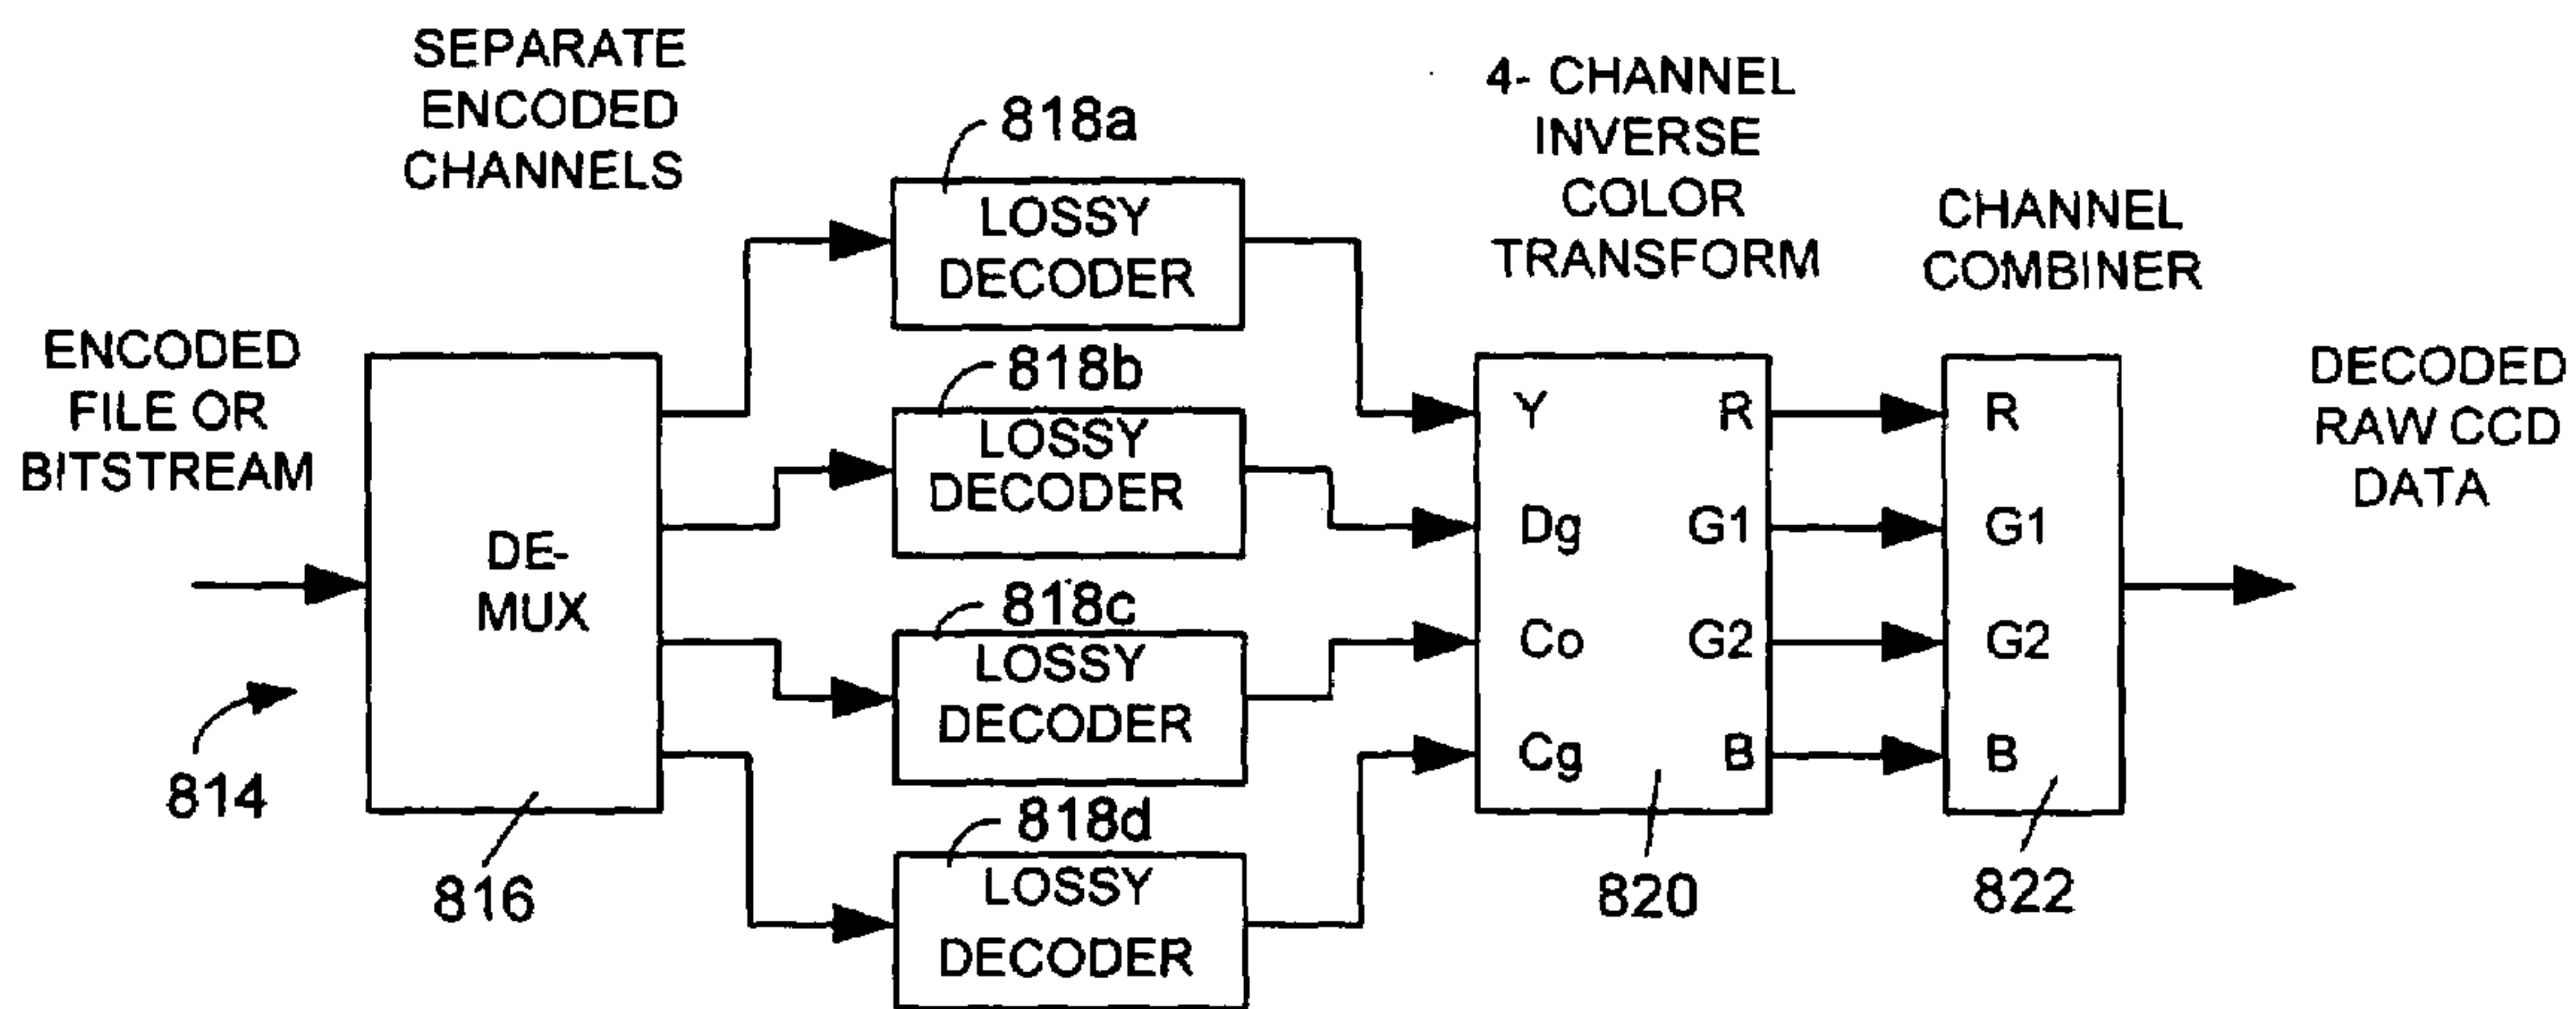 SEPARATE
ENCODED
CHANNELS
818a
4- CHANNEL
INVERSE
COLOR
TRANSFORM
CHANNEL
COMBINER
LOSSY
DECODER
ENCODED
FILE OR
BITSTREAM
818b
LOSSY
DECODER
DECODED
RAW CCD
DATA
DE-
MUX
Y R
Dg G1
Co G2
Cg B
R
G1
G2
B
818c
LOSSY
DECODER
814
818d
LOSSY
DECODER
816
820
822